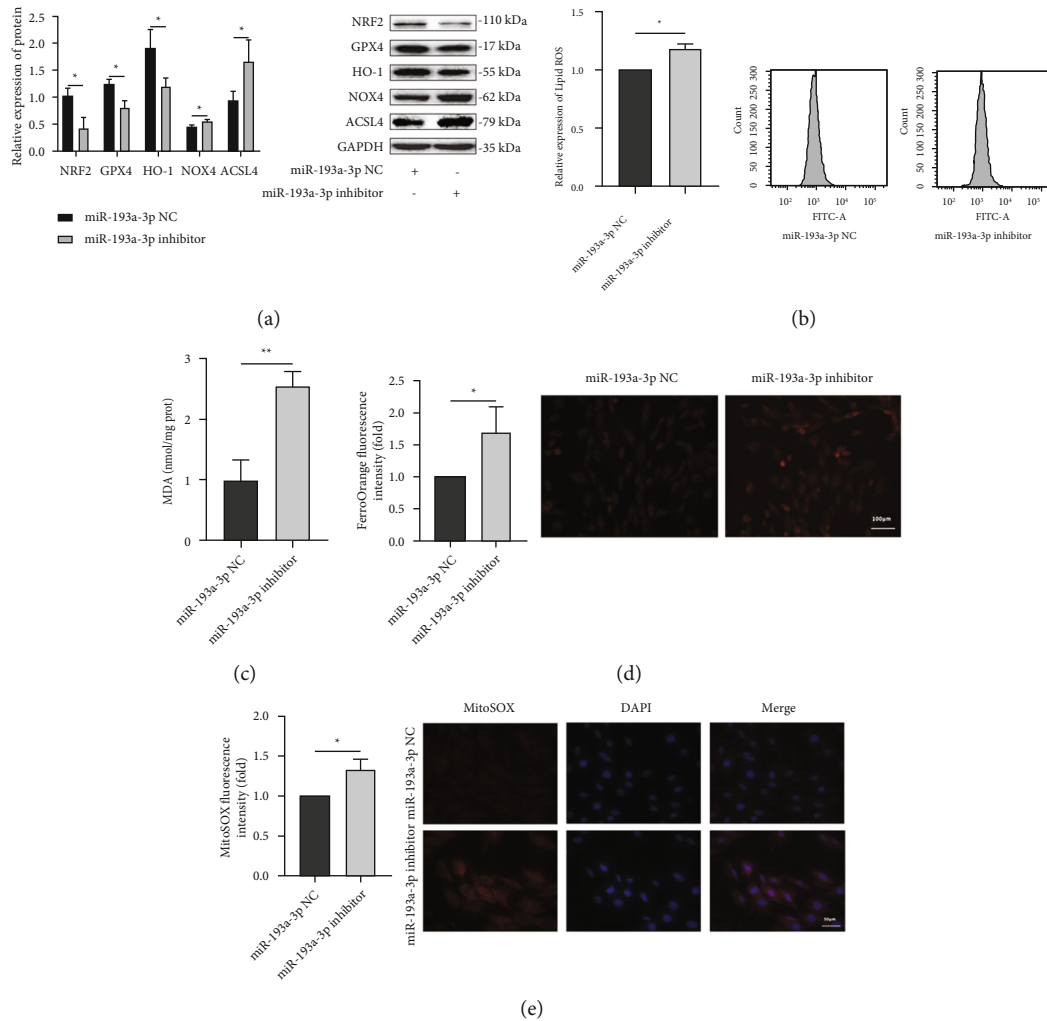 Relative expression of protein
2.5
2.0
1.5
1.0
0.5
0.0
*
*
*
*
*
NRF2 GPX4 HO-1 NOX4 ACSL4
miR-193a-3p NC
miR-193a-3p inhibitor
NRF2 -110 kDa
GPX4 -17 kDa
HO-1 -55 kDa
NOX4 -62 kDa
ACSL4 -79 kDa
GAPDH -35 kDa
miR-193a-3p NC + -
miR-193a-3p inhibitor - +
(a)
Relative expression of Lipid ROS
1.5
1.0
0.5
0.0
*
miR-193a-3p NC
miR-193a-3p inhibitor
Count
300
250
200
150
100
50
0
10² 10³ 10⁴ 10⁵
FITC-A
miR-193a-3p NC
Count
300
250
200
150
100
50
0
10² 10³ 10⁴ 10⁵
FITC-A
miR-193a-3p inhibitor
(b)
MDA (nmol/mg prot)
3
2
1
0
**
miR-193a-3p NC
miR-193a-3p inhibitor
(c)
FerroOrange fluorescence
intensity (fold)
2.5
2.0
1.5
1.0
0.5
0.0
*
miR-193a-3p NC
miR-193a-3p inhibitor
miR-193a-3p NC
miR-193a-3p inhibitor
100μm
(d)
MitoSOX fluorescence
intensity (fold)
2.0
1.5
1.0
0.5
0.0
*
miR-193a-3p NC
miR-193a-3p inhibitor
MitoSOX DAPI Merge
miR-193a-3p NC
miR-193a-3p inhibitor
50μm
(e)